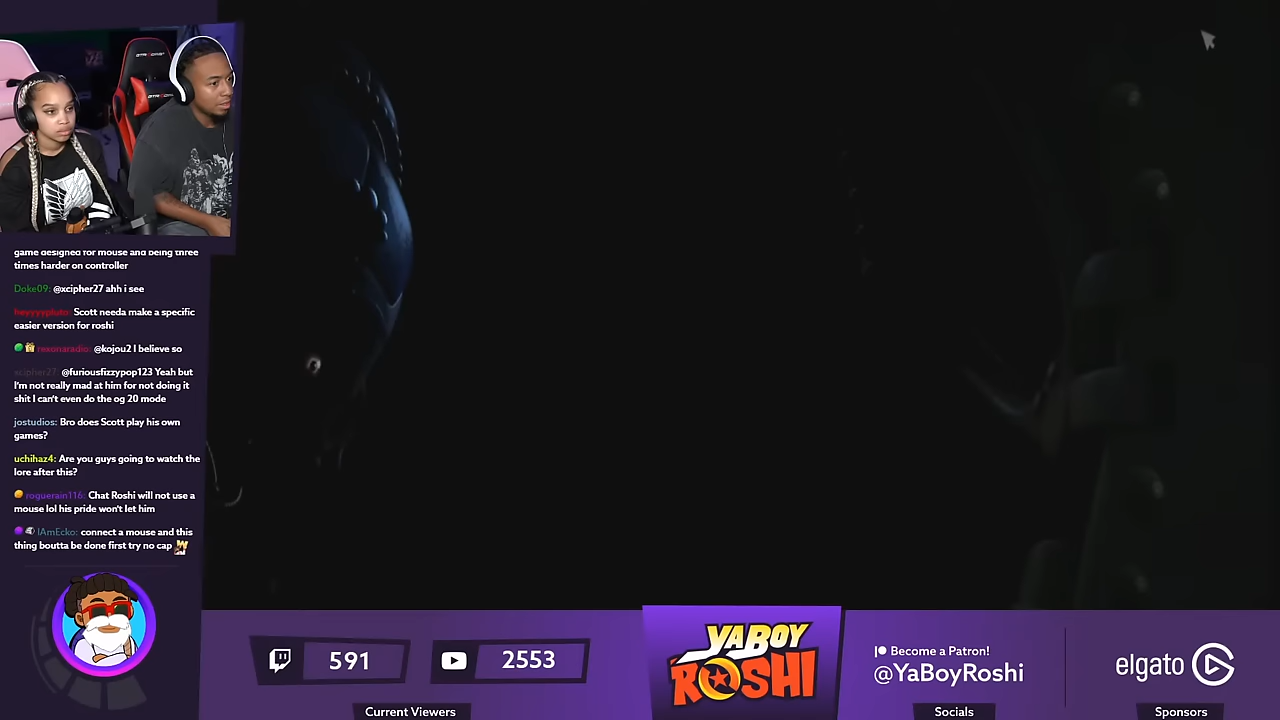 game designed for mouse and being three
times harder on controller
Doke09: @xcipher27 ahh i see
heyyyypluto: Scott needa make a specific
easier version for roshi
@kojou2 I believe so
xcipher27: @furiousfizzypop123 Yeah but
I'm not really mad at him for not doing it
shit I can't even do the og 20 mode
jostudios: Bro does Scott play his own
games?
uchihaz4: Are you guys going to watch the
lore after this?
roguerain116: Chat Roshi will not use a
mouse lol his pride won't let him
IAmEcko: connect a mouse and this
thing boutta be done first try no cap
591
2553
Current Viewers
YABOY
ROSHI
Become a Patron!
@YaBoyRoshi
Socials
elgato
Sponsors